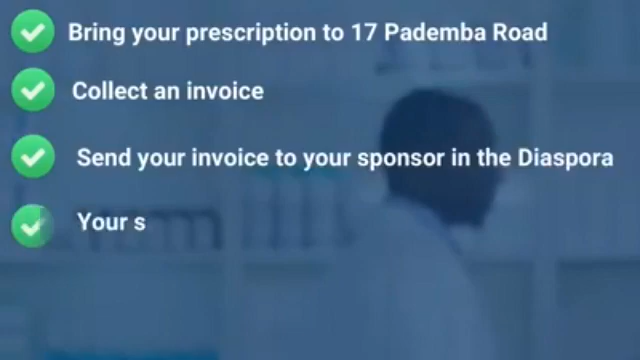 Bring your prescription to 17 Pademba Road
Collect an invoice
Send your invoice to your sponsor in the Diaspora
Your s